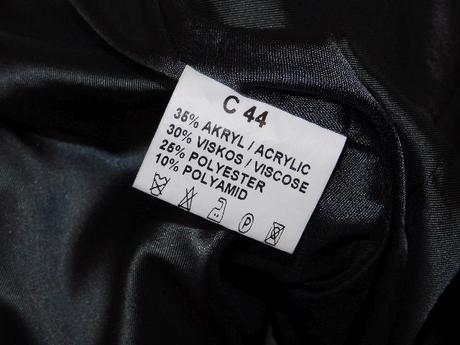 C 44
35% AKRYL / ACRYLIC
30% VISKOS / VISCOSE
25% POLYESTER
10% POLYAMID
P